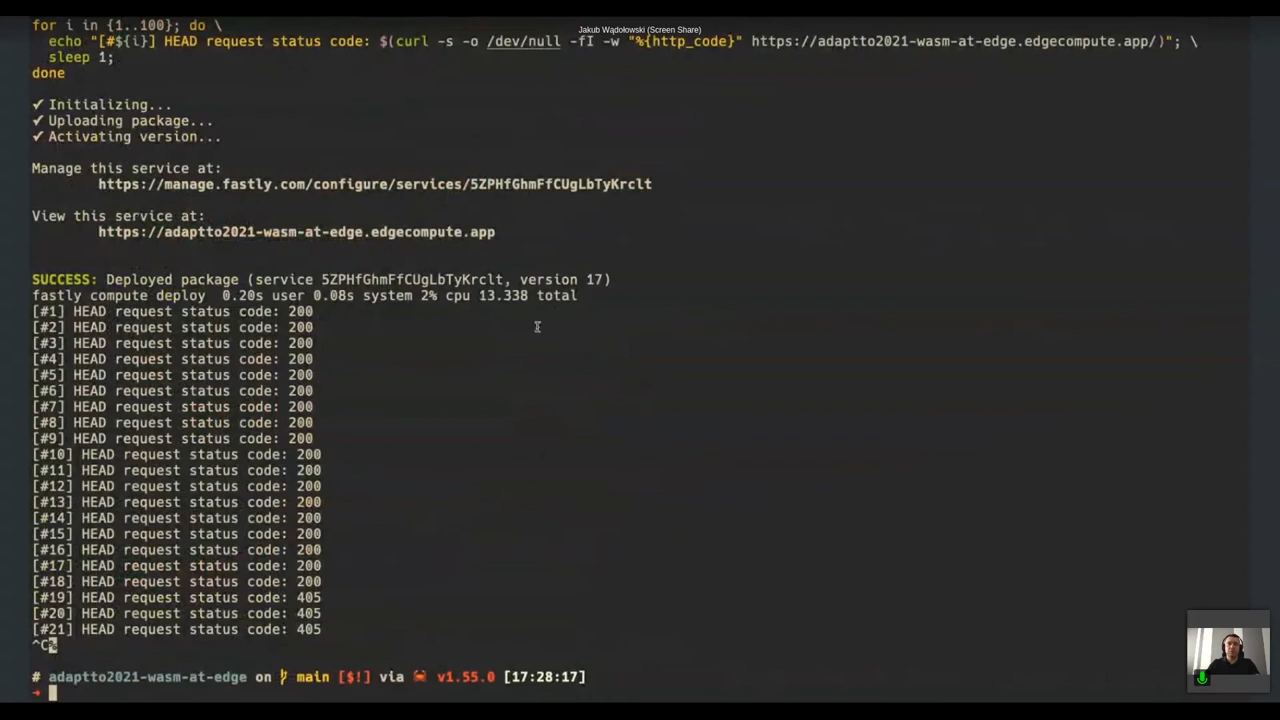 Jakub Wądołowski (Screen Share)
for i in {1..100}; do \
echo "[#${i}] HEAD request status code: $(curl -s -o /dev/null -fI -w "%{http_code}" https://adaptto2021-wasm-at-edge.edgecompute.app/)"; \
sleep 1;
done
✓ Initializing...
✓ Uploading package...
✓ Activating version...
Manage this service at:
https://manage.fastly.com/configure/services/5ZPHfGhmFfCUgLbTyKrclt
View this service at:
https://adaptto2021-wasm-at-edge.edgecompute.app
SUCCESS: Deployed package (service 5ZPHfGhmFfCUgLbTyKrclt, version 17)
fastly compute deploy 0.20s user 0.08s system 2% cpu 13.338 total
[#1] HEAD request status code: 200
[#2] HEAD request status code: 200
[#3] HEAD request status code: 200
[#4] HEAD request status code: 200
[#5] HEAD request status code: 200
[#6] HEAD request status code: 200
[#7] HEAD request status code: 200
[#8] HEAD request status code: 200
[#9] HEAD request status code: 200
[#10] HEAD request status code: 200
[#11] HEAD request status code: 200
[#12] HEAD request status code: 200
[#13] HEAD request status code: 200
[#14] HEAD request status code: 200
[#15] HEAD request status code: 200
[#16] HEAD request status code: 200
[#17] HEAD request status code: 200
[#18] HEAD request status code: 200
[#19] HEAD request status code: 405
[#20] HEAD request status code: 405
[#21] HEAD request status code: 405
^C%
# adaptto2021-wasm-at-edge on main [$!] via 🦀 v1.55.0 [17:28:17]
→